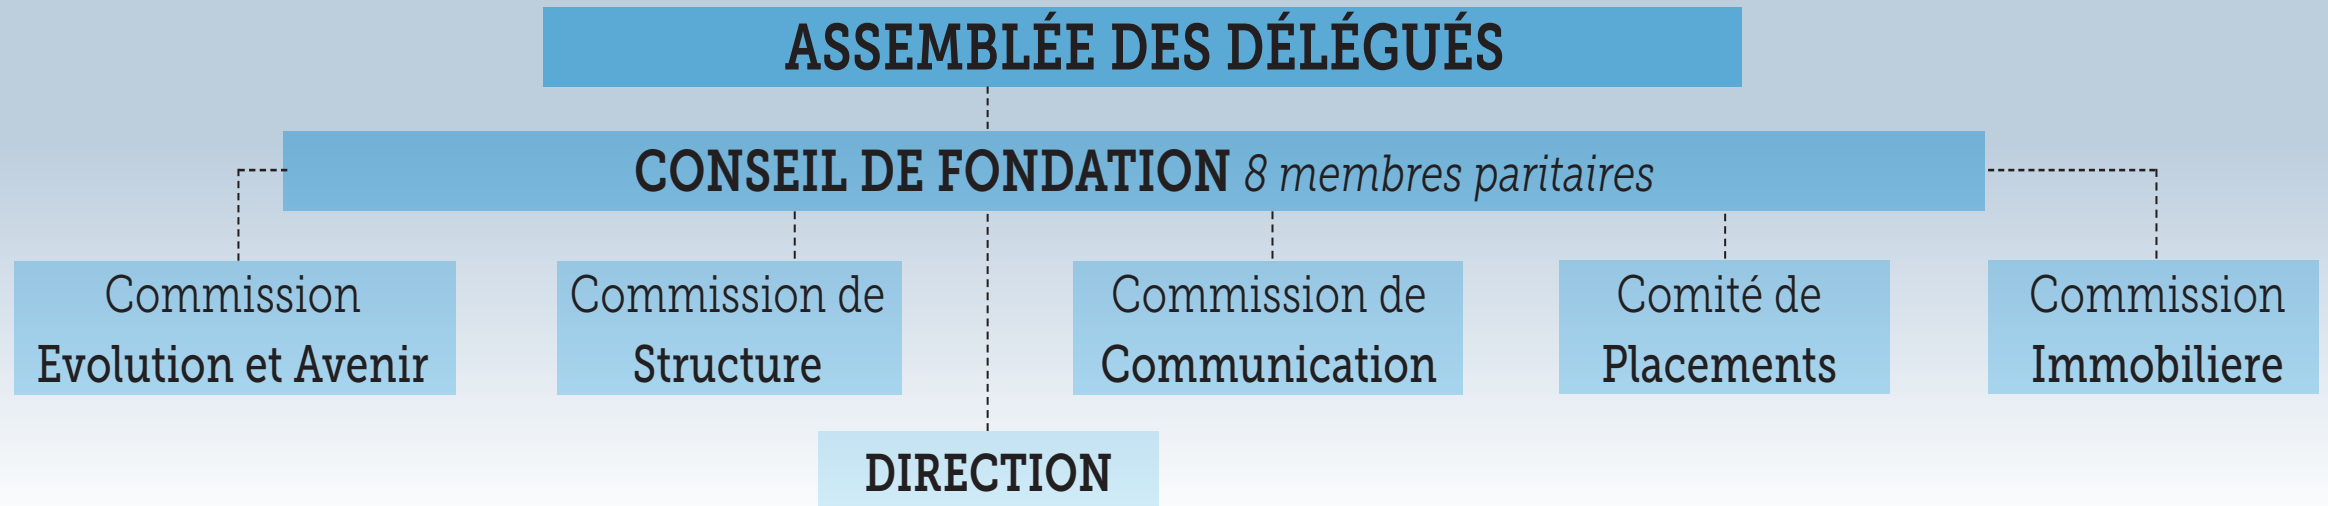 ASSEMBLÉE DES DÉLÉGUÉS
CONSEIL DE FONDATION 8 membres paritaires
Commission
Evolution et Avenir
Commission de
Structure
Commission de
Communication
Comité de
Placements
Commission
Immobiliere
DIRECTION